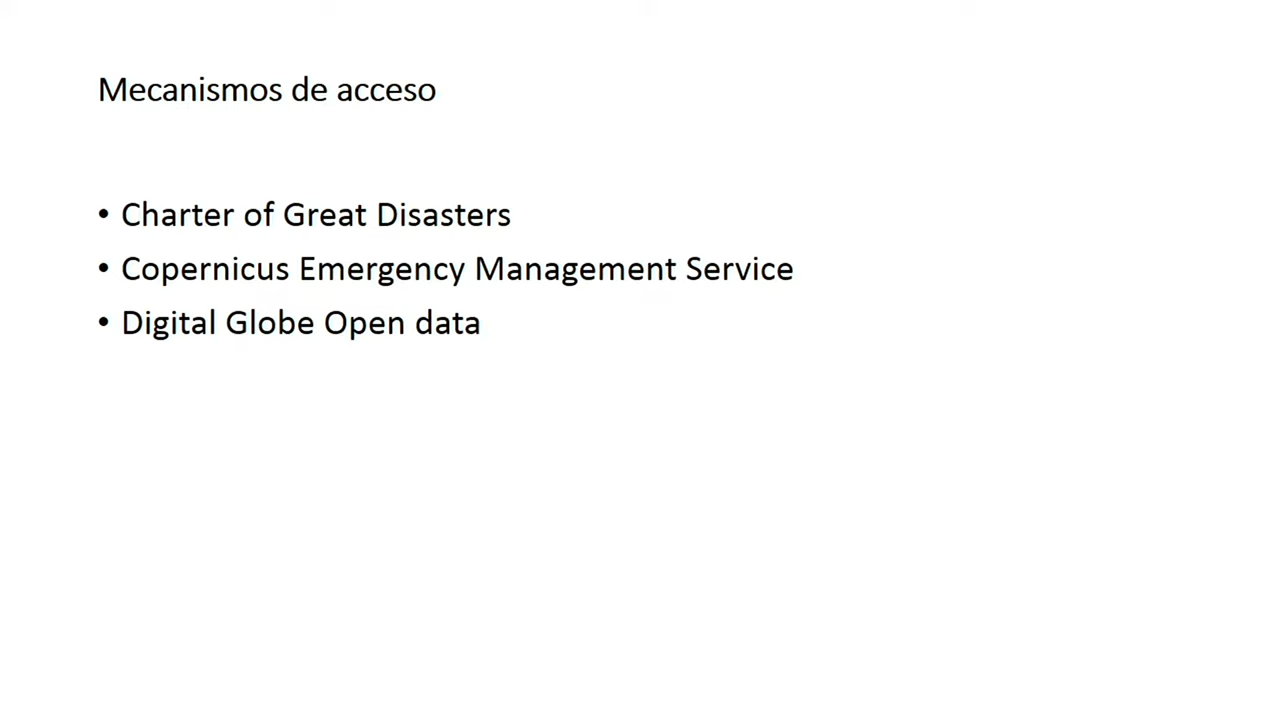 Mecanismos de acceso
• Charter of Great Disasters
• Copernicus Emergency Management Service
• Digital Globe Open data